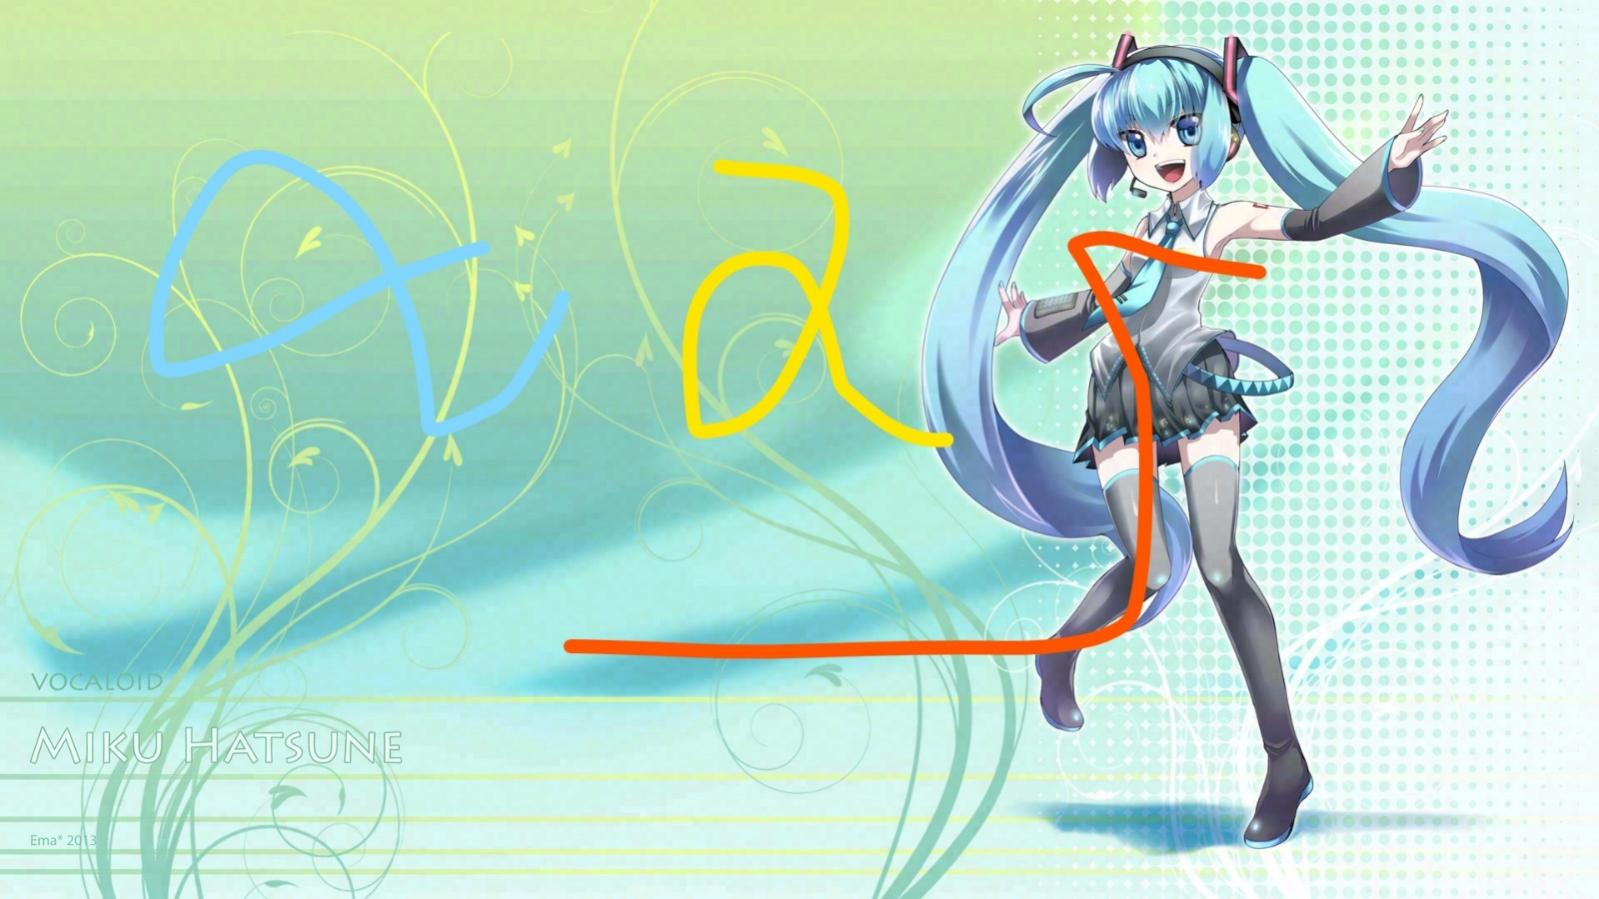 VOCALOID
MIKU HATSUNE
Ema* 2013